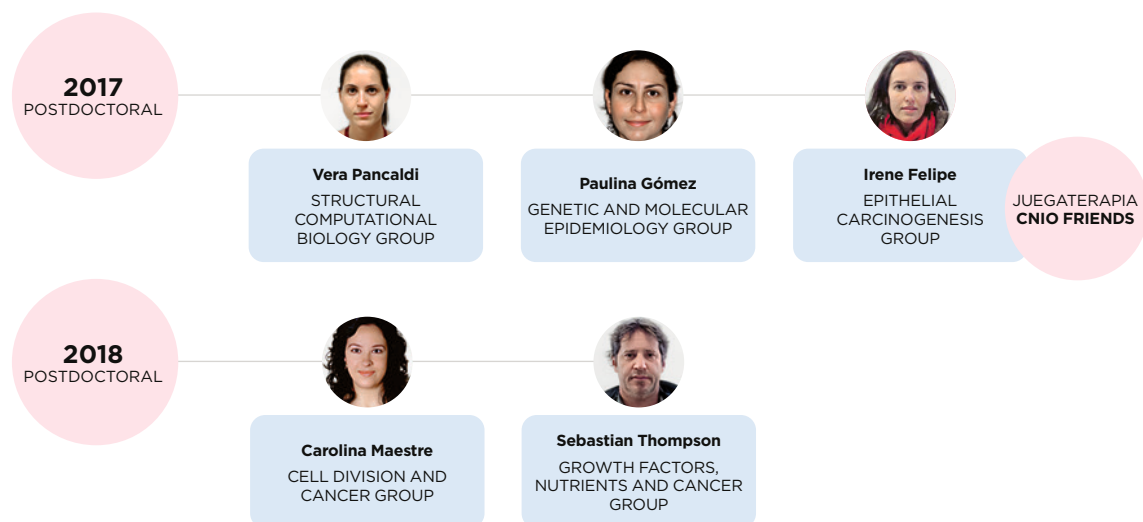 2017
POSTDOCTORAL
Vera Pancaldi
STRUCTURAL
COMPUTATIONAL
BIOLOGY GROUP
Paulina Gómez
GENETIC AND MOLECULAR
EPIDEMIOLOGY GROUP
Irene Felipe
EPITHELIAL
CARCINOGENESIS
GROUP
JUEGATERAPIA
CNIO FRIENDS
2018
POSTDOCTORAL
Carolina Maestre
CELL DIVISION AND
CANCER GROUP
Sebastian Thompson
GROWTH FACTORS,
NUTRIENTS AND CANCER
GROUP